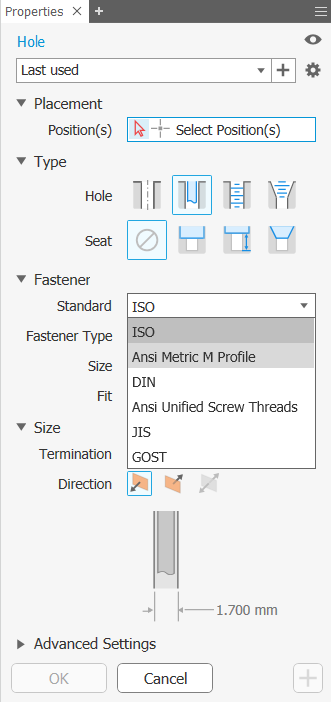 Properties
Hole
Last used
Placement
Position(s) Select Position(s)
Type
Hole
Seat
Fastener
Standard ISO
ISO
Fastener Type
Ansi Metric M Profile
Size
DIN
Fit
Ansi Unified Screw Threads
Size
JIS
Termination
GOST
Direction
1.700 mm
Advanced Settings
OK Cancel